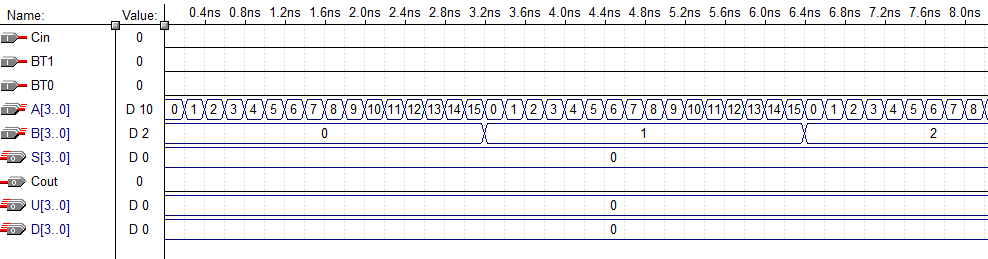 Name: Value: 0.4ns 0.8ns 1.2ns 1.6ns 2.0ns 2.4ns 2.8ns 3.2ns 3.6ns 4.0ns 4.4ns 4.8ns 5.2ns 5.6ns 6.0ns 6.4ns 6.8ns 7.2ns 7.6ns 8.0ns
I Cin 0
I BT1 0
I BT0 0
I A[3..0] D 10 0 1 2 3 4 5 6 7 8 9 10 11 12 13 14 15 0 1 2 3 4 5 6 7 8 9 10 11 12 13 14 15 0 1 2 3 4 5 6 7 8
I B[3..0] D 2 0 1 2
O S[3..0] D 0 0
O Cout 0
O U[3..0] D 0 0
O D[3..0] D 0 0